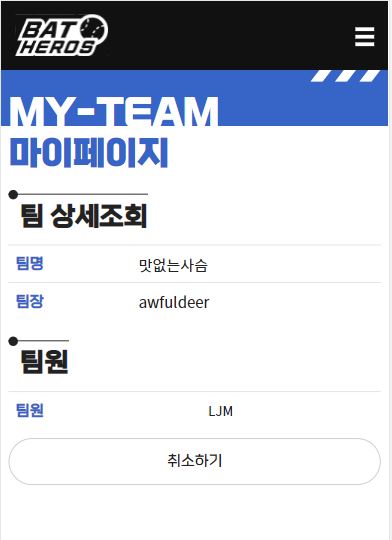 BAT
HEROS
MY-TEAM
마이페이지
팀 상세조회
팀명 맛없는사슴
팀장 awfuldeer
팀원
팀원 LJM
취소하기